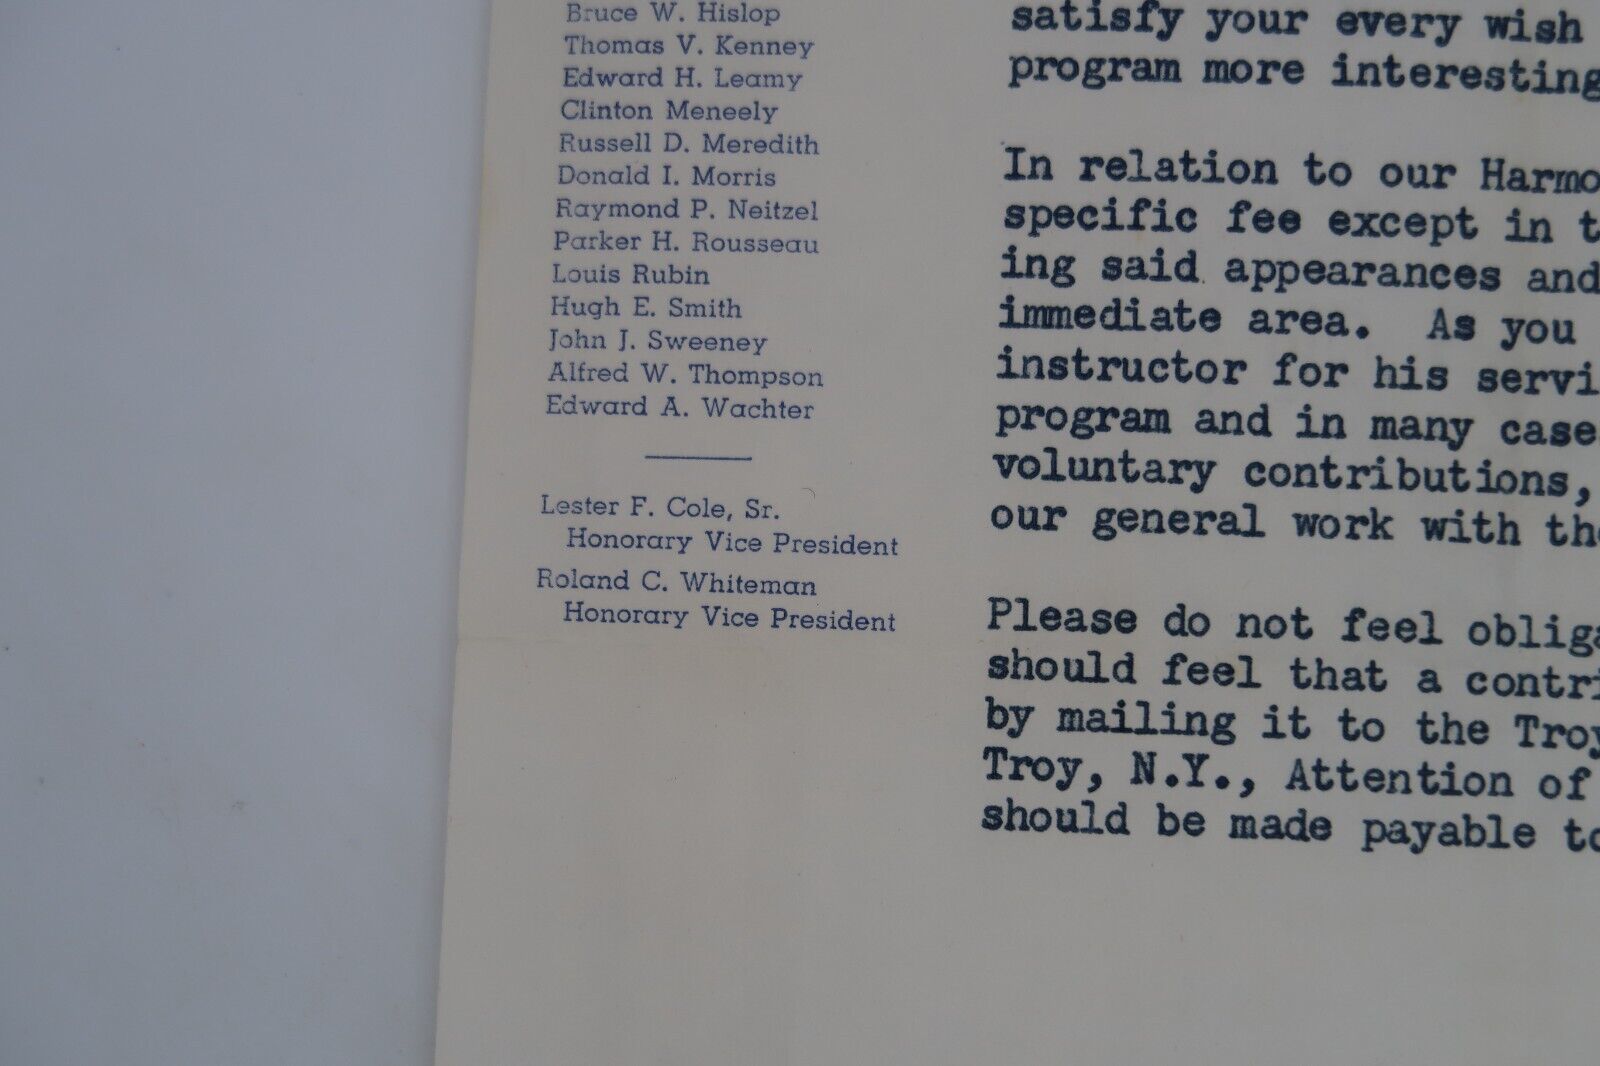 Bruce W. Hislop
Thomas V. Kenney
Edward H. Leamy
Clinton Meneely
Russell D. Meredith
Donald I. Morris
Raymond P. Neitzel
Parker H. Rousseau
Louis Rubin
Hugh E. Smith
John J. Sweeney
Alfred W. Thompson
Edward A. Wachter
Lester F. Cole, Sr.
Honorary Vice President
Roland C. Whiteman
Honorary Vice President
satisfy your every wish
program more interesting
In relation to our Harmo
specific fee except in t
ing said appearances and
immediate area. As you
instructor for his servi
program and in many case
voluntary contributions,
our general work with the
Please do not feel obliga
should feel that a contri
by mailing it to the Troy
Troy, N.Y., Attention of
should be made payable to